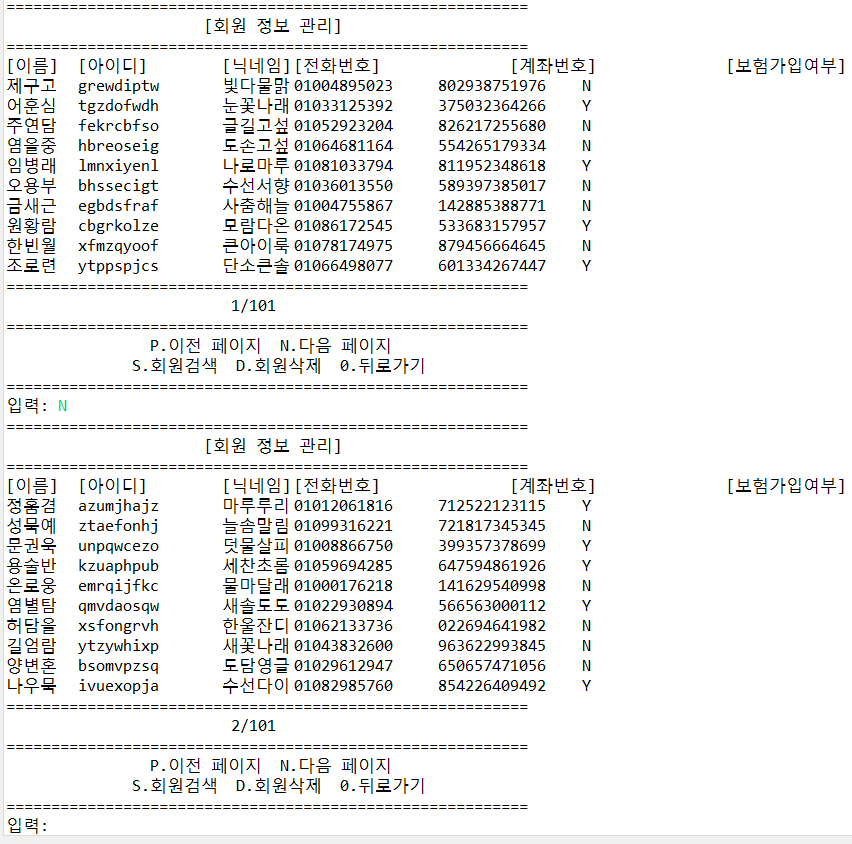 ==========================================================
[회원 정보 관리]
==========================================================
[이름] [아이디] [닉네임] [전화번호] [계좌번호] [보험가입여부]
제구고 grewdiptw 빛다물맑 01004895023 802938751976 N
어훈심 tgzdofwdh 눈꽃나래 01033125392 375032364266 Y
주연담 fekrcbfso 글길고섶 01052923204 826217255680 N
염을중 hbreoseig 도손고섶 01064681164 554265179334 N
임병래 lmnxiyenl 나로마루 01081033794 811952348618 Y
오용부 bhssecigt 수선서향 01036013550 589397385017 N
금새근 egbdsfraf 사춤해늘 01004755867 142885388771 N
원황람 cbgrkolze 모람다온 01086172545 533683157957 Y
한빈월 xfmzqyoof 큰아이룩 01078174975 879456664645 N
조로련 ytppspjcs 단소큰솔 01066498077 601334267447 Y
==========================================================
1/101
==========================================================
P.이전 페이지 N.다음 페이지
S.회원검색 D.회원삭제 0.뒤로가기
==========================================================
입력: N
==========================================================
[회원 정보 관리]
==========================================================
[이름] [아이디] [닉네임] [전화번호] [계좌번호] [보험가입여부]
정훔겸 azumjhajz 마루루리 01012061816 712522123115 Y
성묵예 ztaefonhj 늘솜말림 01099316221 721817345345 N
문권욱 unpqwcezo 덧물살피 01008866750 399357378699 Y
용술반 kzuaphpub 세찬초롬 01059694285 647594861926 Y
온로웅 emrqijfkc 물마달래 01000176218 141629540998 N
염별탐 qmvdaosqw 새솔도토 01022930894 566563000112 Y
허담을 xsfongrvh 한울잔디 01062133736 022694641982 N
길엄람 ytzywhixp 새꽃나래 01043832600 963622993845 N
양변혼 bsomvpzsq 토담영글 01029612947 650657471056 N
나우묵 ivuexopja 수선다이 01082985760 854226409492 Y
==========================================================
2/101
==========================================================
P.이전 페이지 N.다음 페이지
S.회원검색 D.회원삭제 0.뒤로가기
==========================================================
입력: